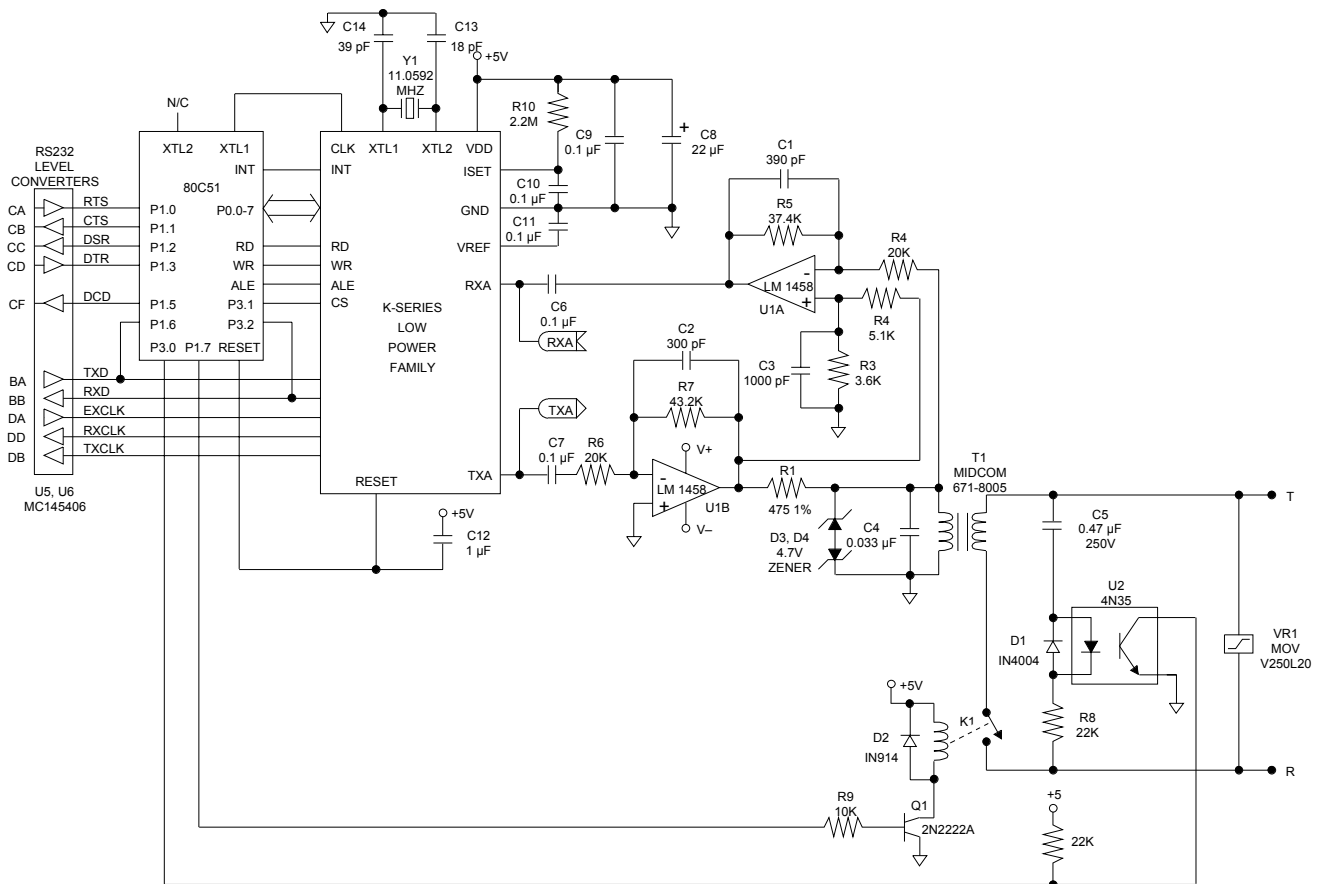 C14
39 pF
C13
18 pF
+5V
Y1
11.0592
MHZ
N/C
R10
2.2M
C9
0.1 µF
C8
22 µF
+
C1
390 pF
RS232
LEVEL
CONVERTERS
XTL2 XTL1
INT
80C51
CLK XTL1 XTL2 VDD
INT
ISET
C10
0.1 µF
CA
RTS
P1.0
P0.0-7
GND
CB
CTS
P1.1
C11
0.1 µF
R5
37.4K
CC
DSR
P1.2
RD
RD
VREF
R4
20K
CD
DTR
P1.3
WR
WR
ALE
ALE
RXA
-
LM 1458
+
U1A
CF
DCD
P1.5
P3.1
CS
K-SERIES
LOW
POWER
FAMILY
C6
0.1 µF
R4
5.1K
P1.6
P3.2
P3.0 P1.7 RESET
RXA
C2
300 pF
C3
1000 pF
R3
3.6K
BA
TXD
BB
RXD
R7
43.2K
DA
EXCLK
TXA
DD
RXCLK
DB
TXCLK
C7
0.1 µF
R6
20K
V+
T1
MIDCOM
671-8005
TXA
RESET
-
LM 1458
+
U1B
V–
R1
475 1%
U5, U6
MC145406
+5V
C12
1 µF
D3, D4
4.7V
ZENER
C4
0.033 µF
T
C5
0.47 µF
250V
U2
4N35
D1
IN4004
VR1
MOV
V250L20
+5V
D2
IN914
K1
R8
22K
R
R9
10K
Q1
2N2222A
+5
22K